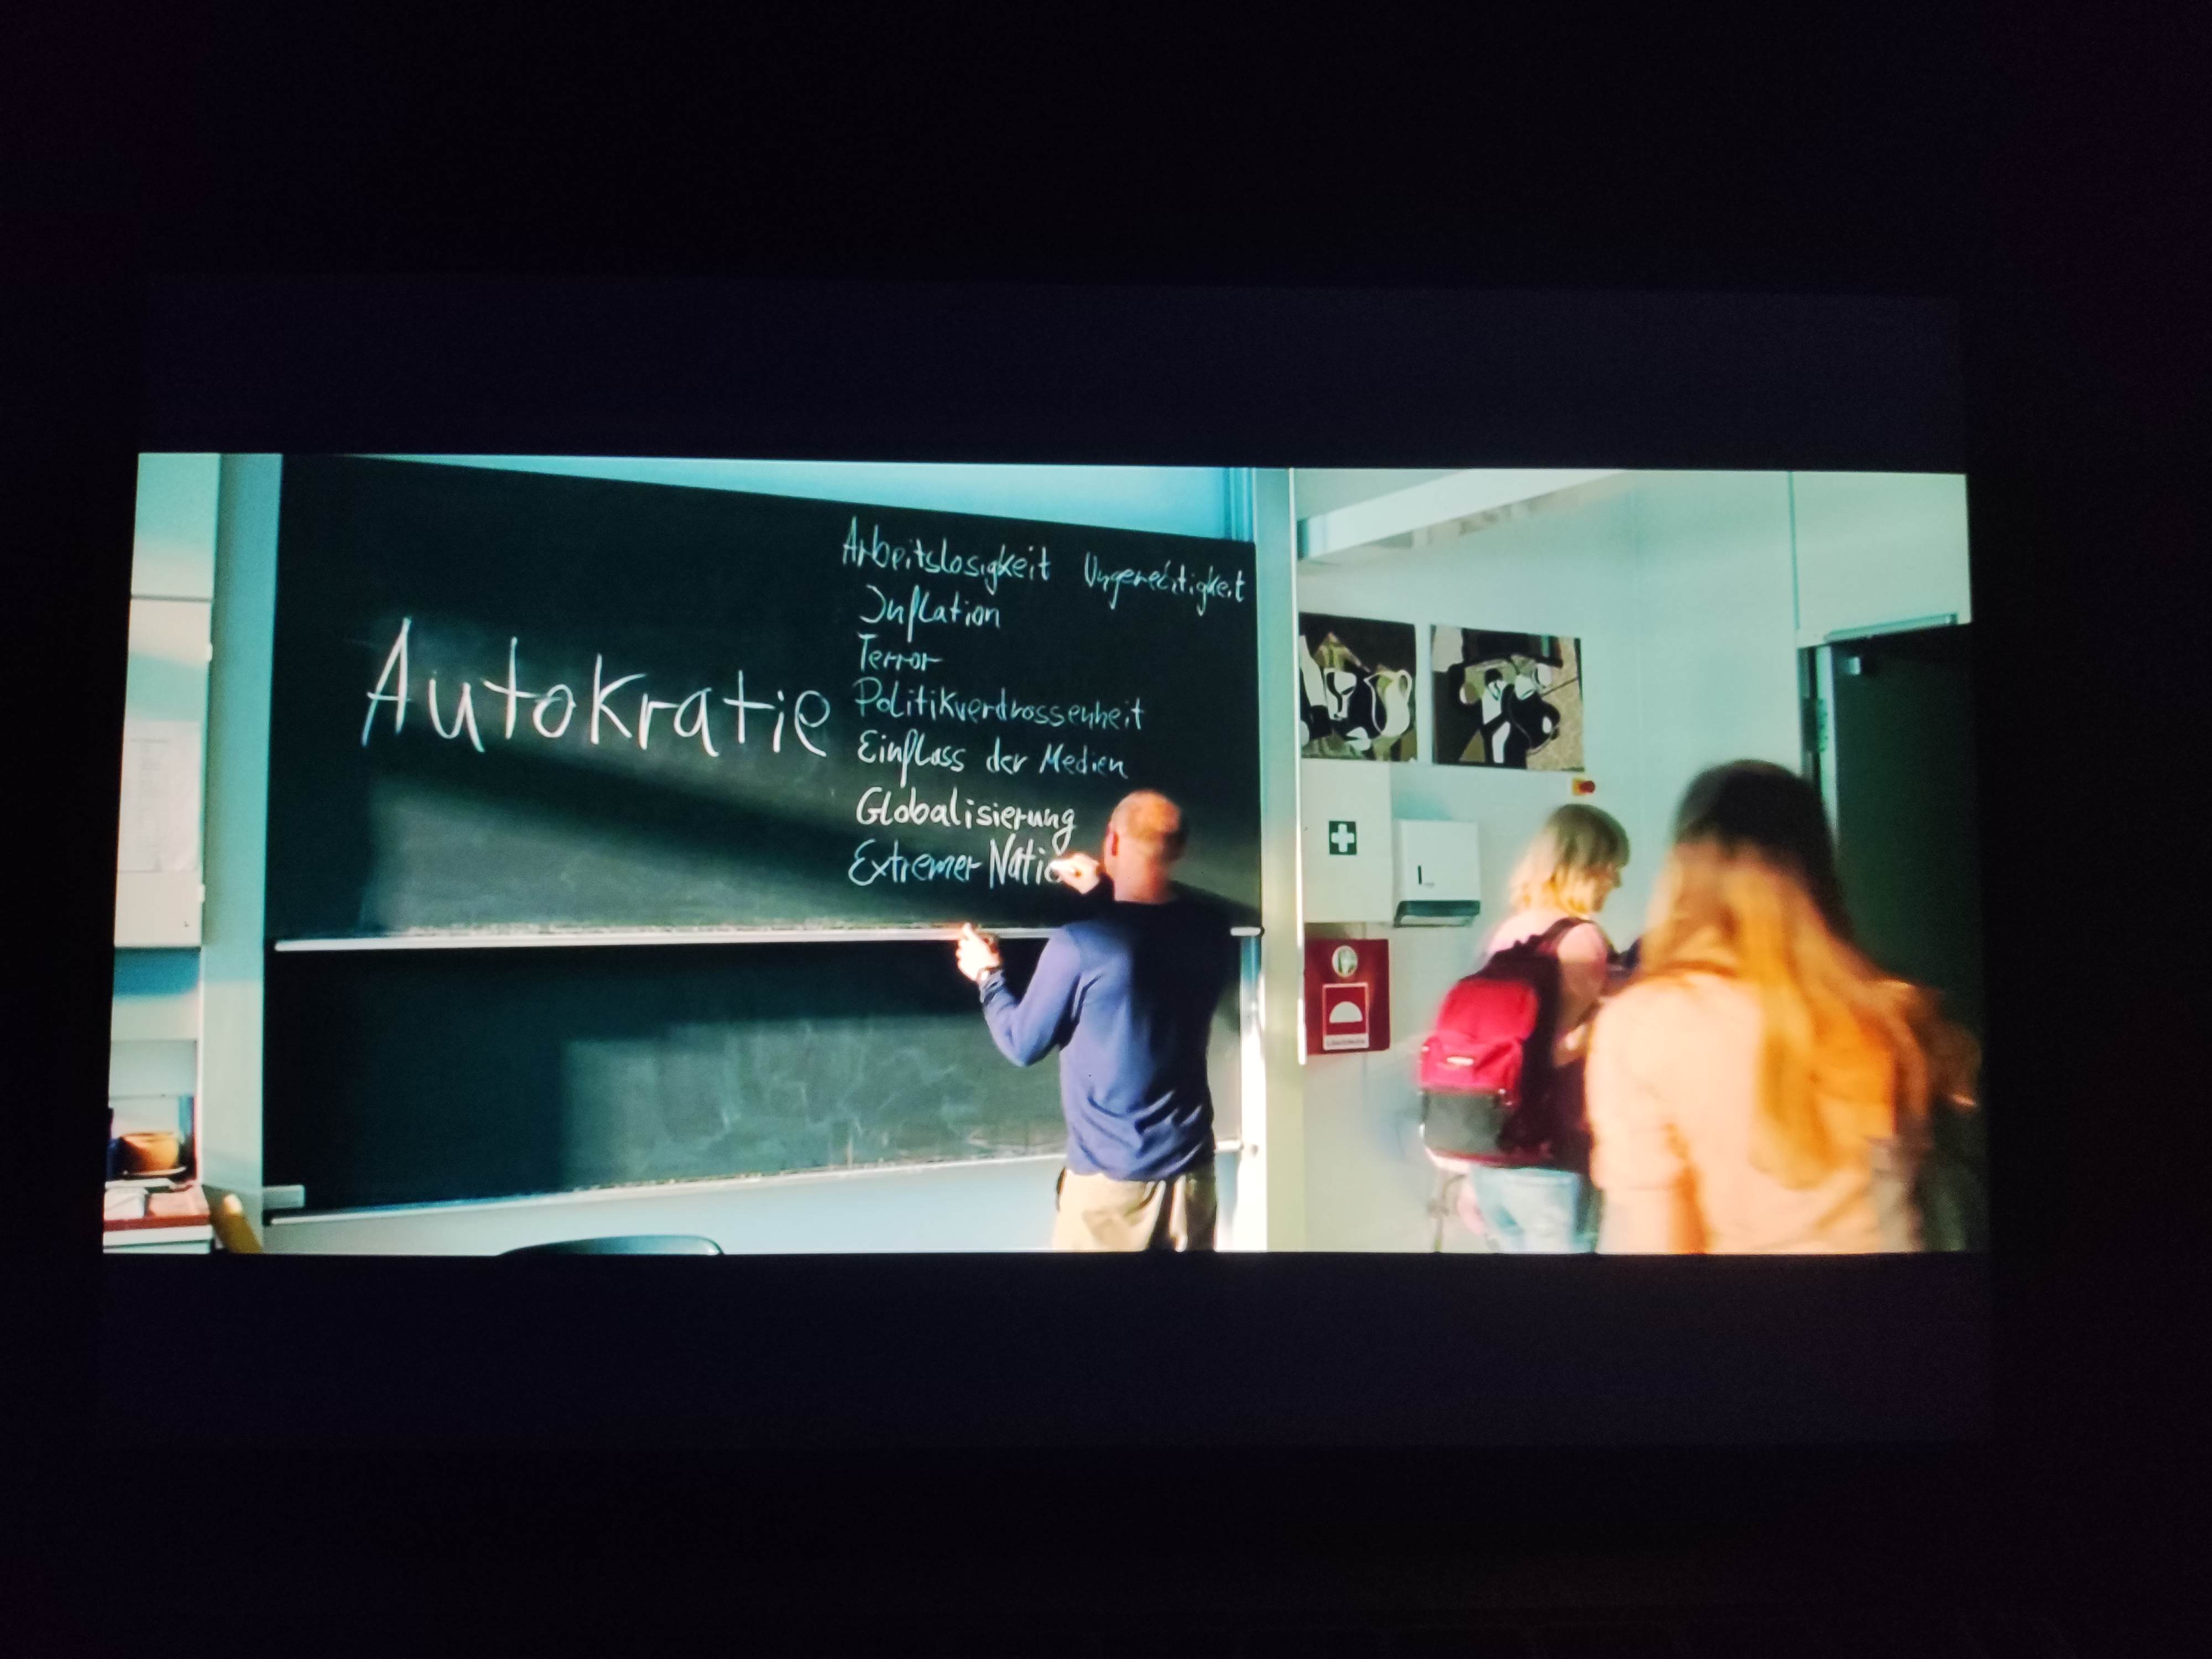 Autokratie
Arbeitslosigkeit Ungerechtigkeit
Inflation
Terror
Politikverdrossenheit
Einfluss der Medien
Globalisierung
Extremer Natio